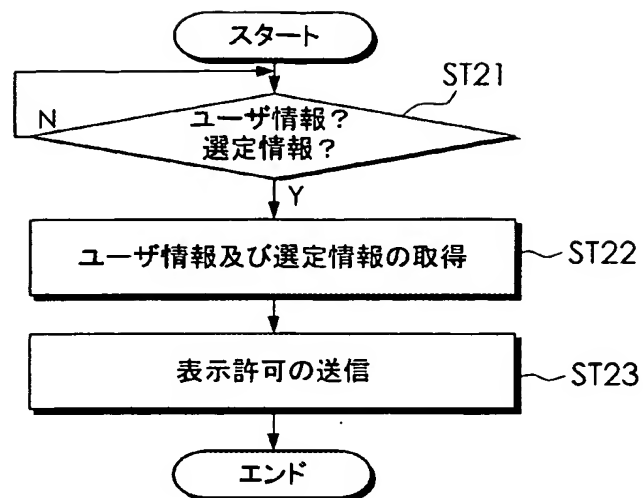 スタート
ST21
N
ユーザ情報？
選定情報？
Y
ユーザ情報及び選定情報の取得
ST22
表示許可の送信
ST23
エンド